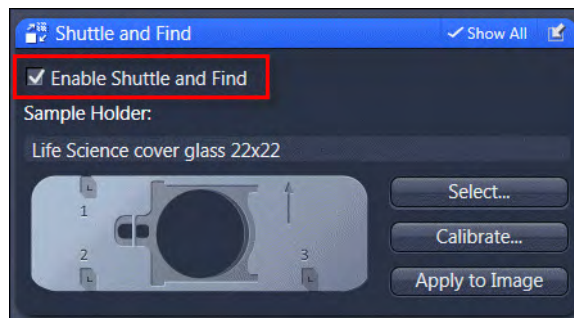 Shuttle and Find
Show All
Enable Shuttle and Find
Sample Holder:
Life Science cover glass 22x22
1
2
3
Select...
Calibrate...
Apply to Image